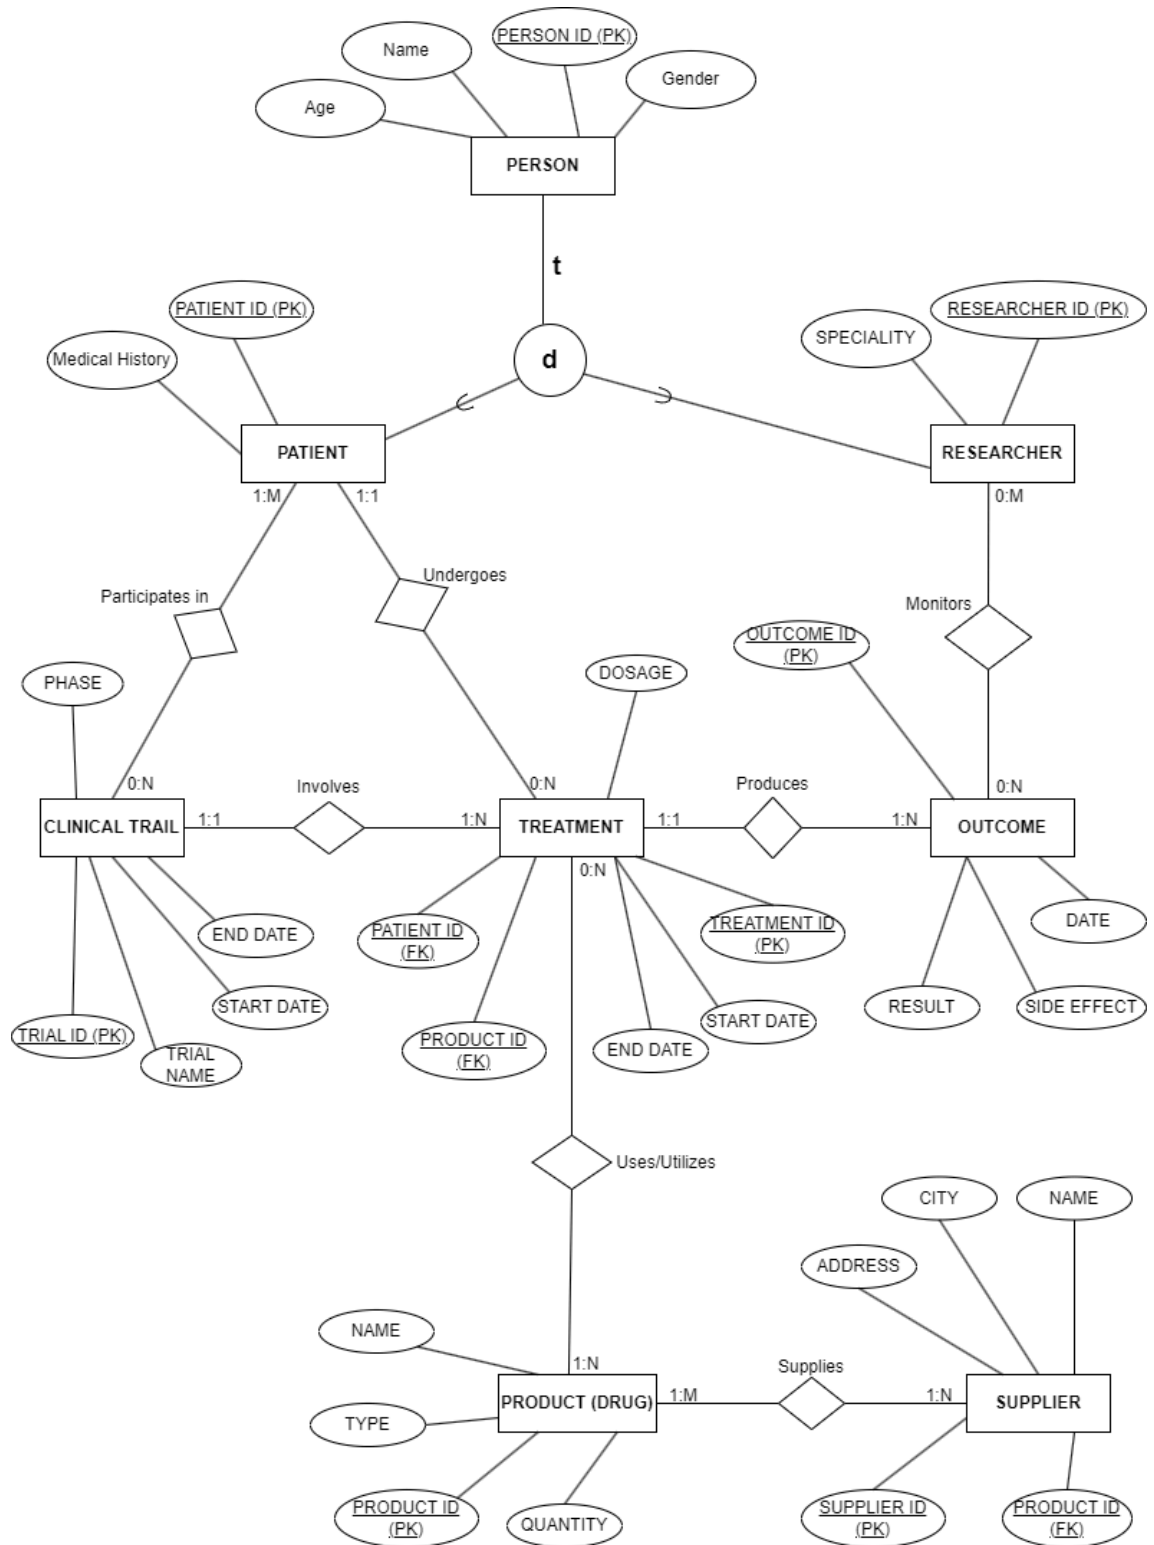 PERSON ID (PK)
Name
Gender
Age
PERSON
t
PATIENT ID (PK)
RESEARCHER ID (PK)
SPECIALITY
Medical History
d
PATIENT
RESEARCHER
1:M
1:1
0:M
Undergoes
Participates in
Monitors
OUTCOME ID
(PK)
DOSAGE
PHASE
0:N
Involves
0:N
Produces
0:N
CLINICAL TRAIL
1:1
1:N
TREATMENT
1:1
1:N
OUTCOME
0:N
DATE
PATIENT ID
(FK)
TREATMENT ID
(PK)
END DATE
START DATE
RESULT
SIDE EFFECT
START DATE
TRIAL ID (PK)
PRODUCT ID
(FK)
END DATE
TRIAL
NAME
Uses/Utilizes
CITY
NAME
ADDRESS
NAME
1:N
Supplies
PRODUCT (DRUG)
1:M
1:N
SUPPLIER
TYPE
PRODUCT ID
(PK)
QUANTITY
SUPPLIER ID
(PK)
PRODUCT ID
(FK)